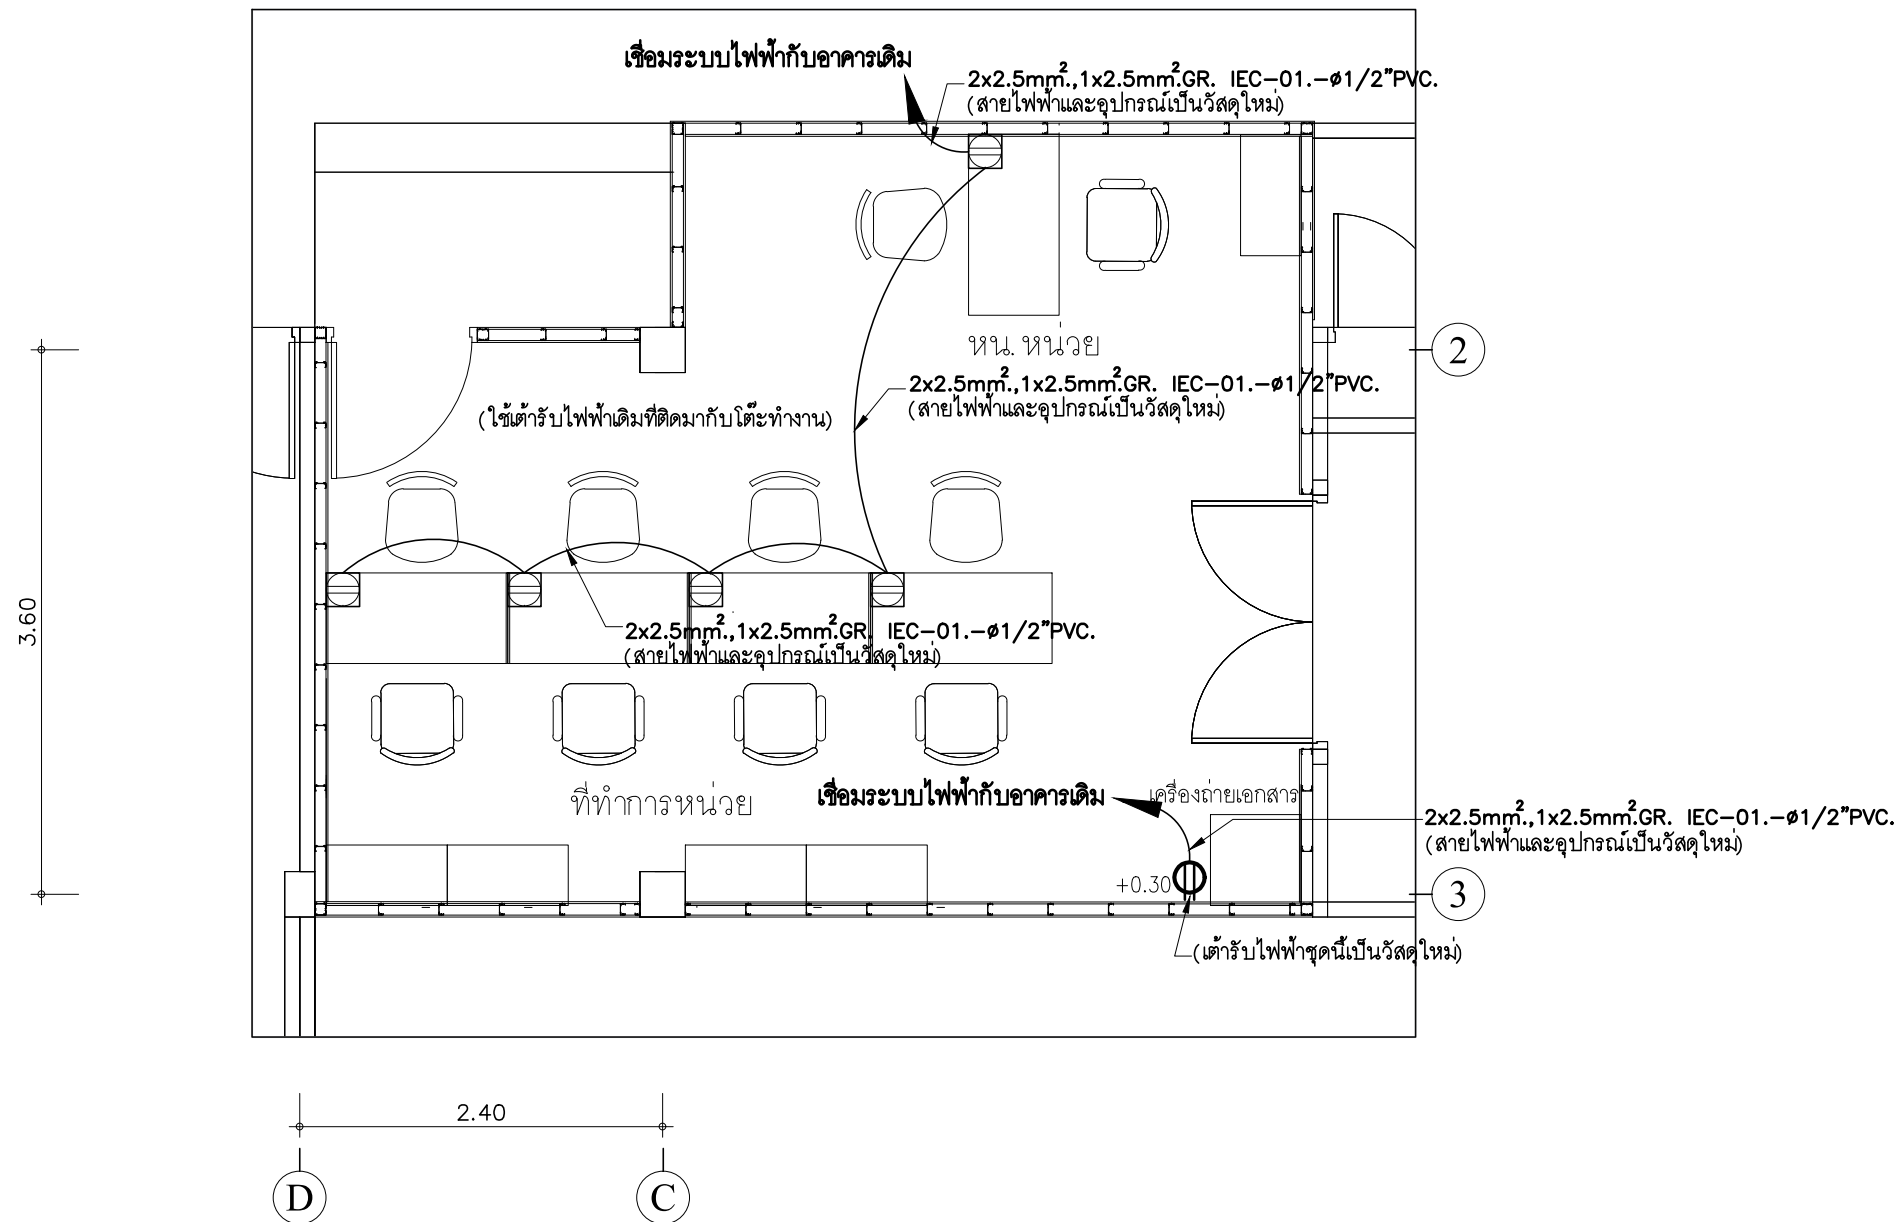 เชื่อมระบบไฟฟ้ากับอาคารเดิม
2x2.5mm².,1x2.5mm².GR. IEC-01.-ø1/2"PVC.
(สายไฟฟ้าและอุปกรณ์เป็นวัสดุใหม่)
หน. หน่วย
2
2x2.5mm².,1x2.5mm².GR. IEC-01.-ø1/2"PVC.
(สายไฟฟ้าและอุปกรณ์เป็นวัสดุใหม่)
(ใช้เต้ารับไฟฟ้าเดิมที่ติดมากับโต๊ะทำงาน)
3.60
2x2.5mm².,1x2.5mm².GR. IEC-01.-ø1/2"PVC.
(สายไฟฟ้าและอุปกรณ์เป็นวัสดุใหม่)
ที่ทำการหน่วย
เชื่อมระบบไฟฟ้ากับอาคารเดิม
เครื่องถ่ายเอกสาร
2x2.5mm².,1x2.5mm².GR. IEC-01.-ø1/2"PVC.
(สายไฟฟ้าและอุปกรณ์เป็นวัสดุใหม่)
+0.30
3
(เต้ารับไฟฟ้าชุดนี้เป็นวัสดุใหม่)
2.40
D
C